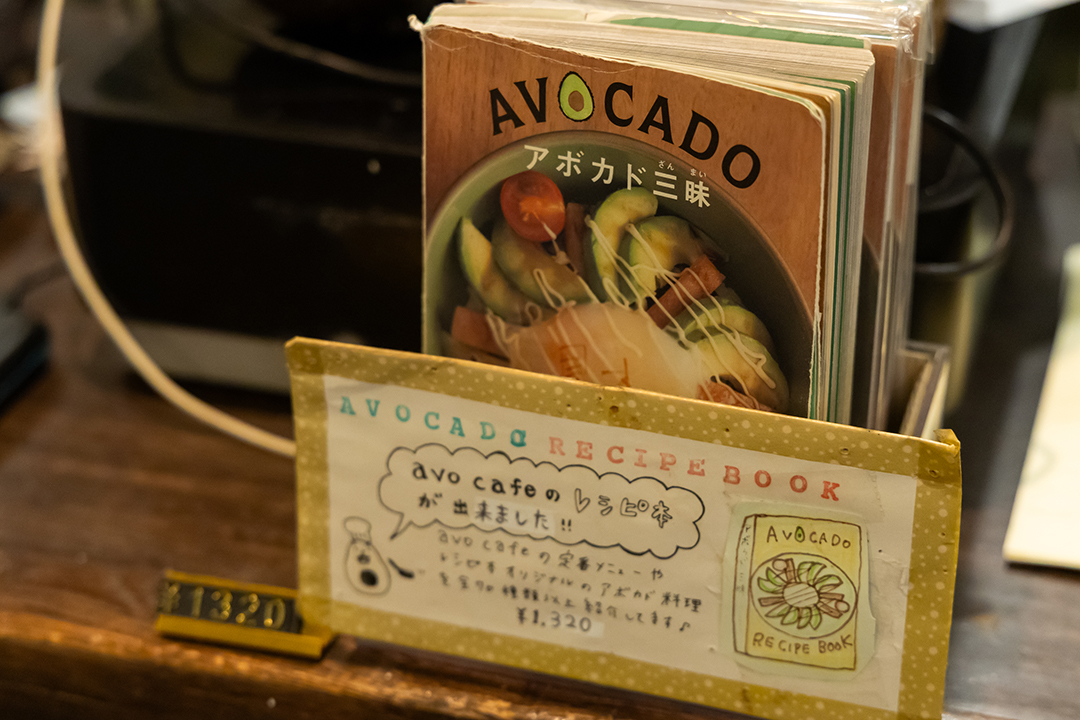 AVOCADO
アボカド三昧
ざんまい
AVOCADO RECIPE BOOK
avo cafeの レシピ本
が 出来ました!!
avo cafeの定番メニューや
レシピをオリジナルのアボカド料理
を全70種類以上紹介してます♪
¥1,320
AVOCADO
RECIPE BOOK
¥1320